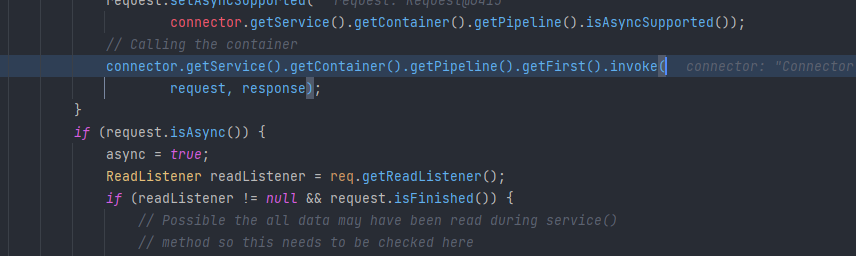 request.setAsyncSupported( request: Request@6415
connector.getService().getContainer().getPipeline().isAsyncSupported());
// Calling the container
connector.getService().getContainer().getPipeline().getFirst().invoke( connector: "Connector
request, response);
}
if (request.isAsync()) {
async = true;
ReadListener readListener = req.getReadListener();
if (readListener != null && request.isFinished()) {
// Possible the all data may have been read during service()
// method so this needs to be checked here